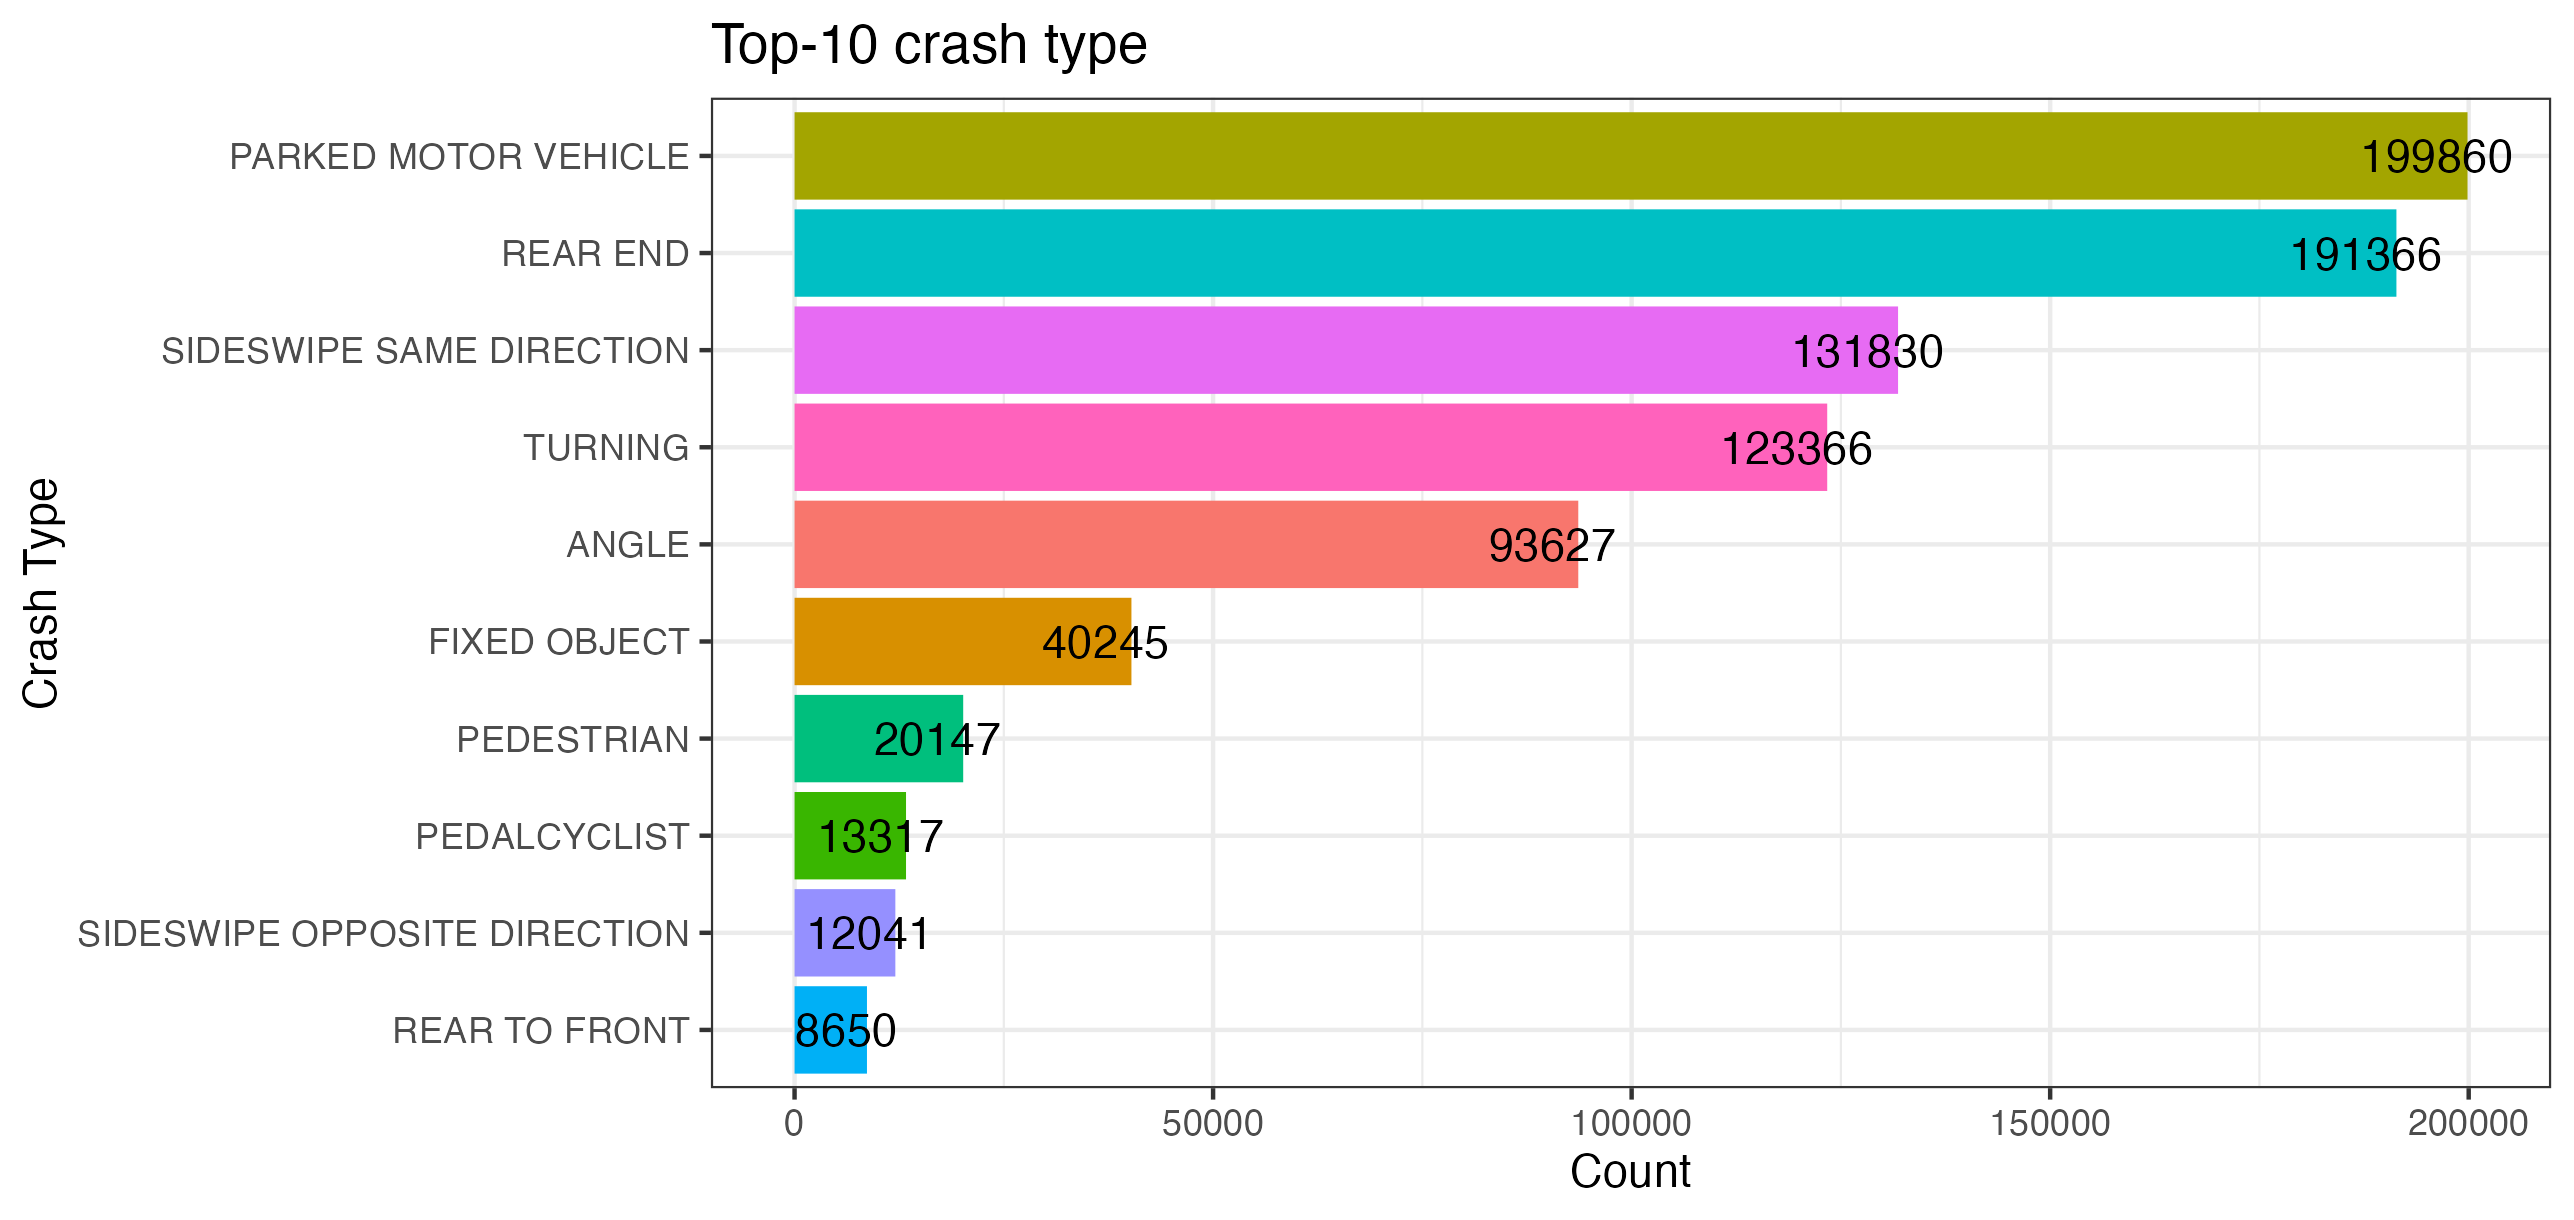 Top-10 crash type
Crash Type
PARKED MOTOR VEHICLE 199860
REAR END 191366
SIDESWIPE SAME DIRECTION 131830
TURNING 123366
ANGLE 93627
FIXED OBJECT 40245
PEDESTRIAN 20147
PEDALCYCLIST 13317
SIDESWIPE OPPOSITE DIRECTION 12041
REAR TO FRONT 8650
0 50000 100000 150000 200000
Count